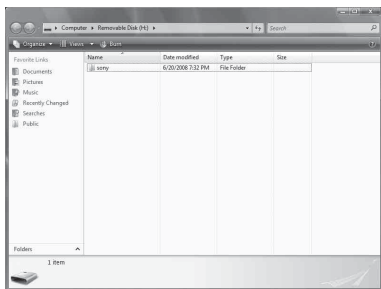 Computer ▸ Removable Disk (H:) ▸
Search
Organize Views Burn
Favorite Links
Documents
Pictures
Music
Recently Changed
Searches
Public
Folders
Name Date modified Type Size
sony 6/20/2008 7:32 PM File Folder
1 item